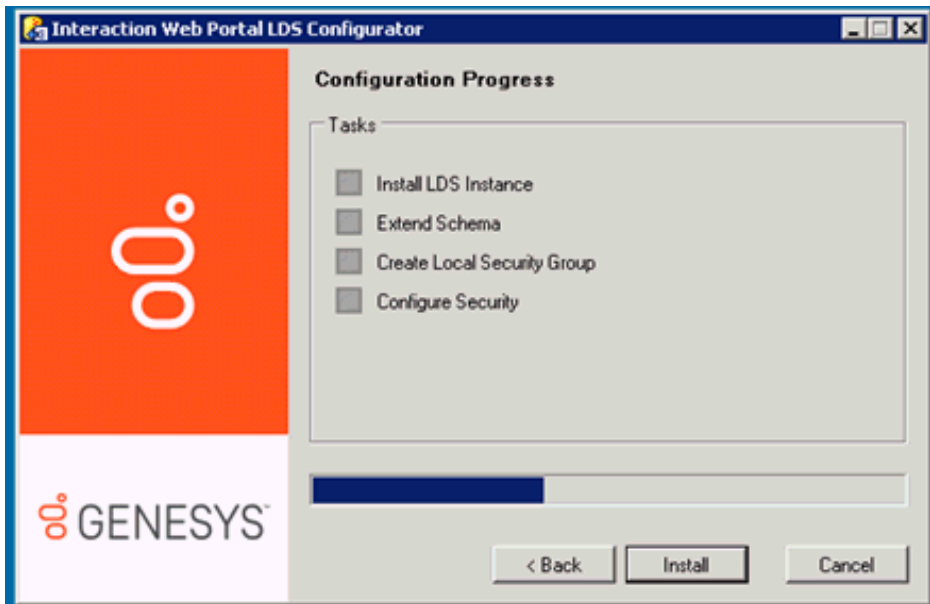 Interaction Web Portal LDS Configurator
Configuration Progress
Tasks
Install LDS Instance
Extend Schema
Create Local Security Group
Configure Security
GENESYS™
< Back
Install
Cancel